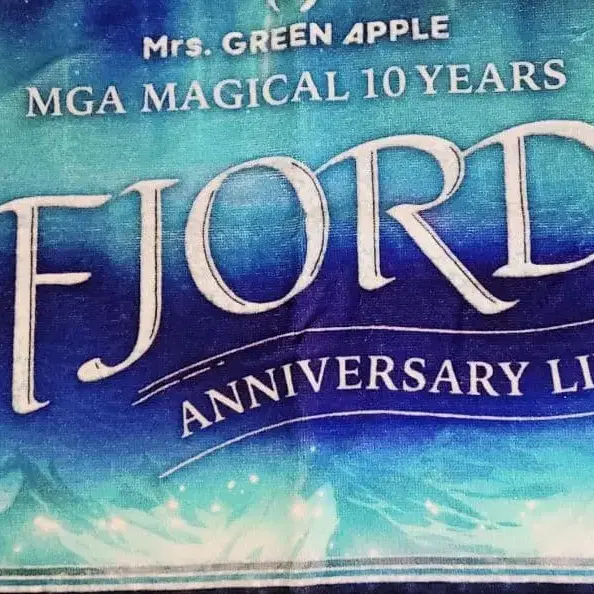 Mrs. GREEN APPLE
MGA MAGICAL 10 YEARS
FJORD
ANNIVERSARY LI